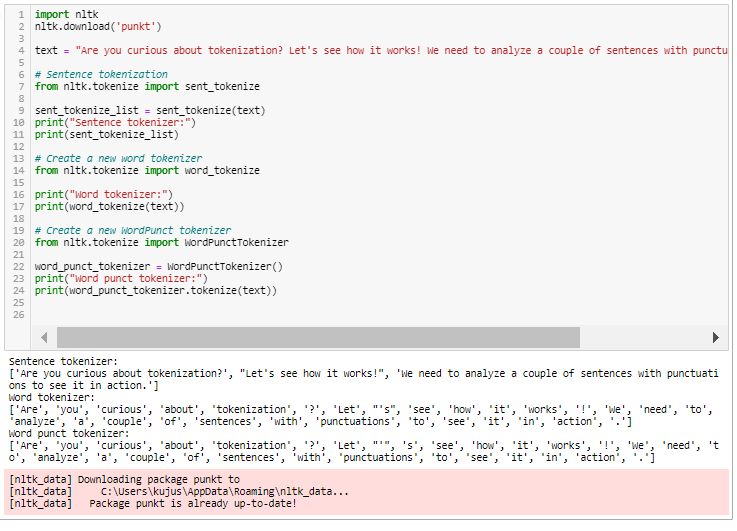 1 import nltk
2 nltk.download('punkt')
3
4 text = "Are you curious about tokenization? Let's see how it works! We need to analyze a couple of sentences with punctu
5
6 # Sentence tokenization
7 from nltk.tokenize import sent_tokenize
8
9 sent_tokenize_list = sent_tokenize(text)
10 print("Sentence tokenizer:")
11 print(sent_tokenize_list)
12
13 # Create a new word tokenizer
14 from nltk.tokenize import word_tokenize
15
16 print("Word tokenizer:")
17 print(word_tokenize(text))
18
19 # Create a new WordPunct tokenizer
20 from nltk.tokenize import WordPunctTokenizer
21
22 word_punct_tokenizer = WordPunctTokenizer()
23 print("Word punct tokenizer:")
24 print(word_punct_tokenizer.tokenize(text))
25
26
Sentence tokenizer:
['Are you curious about tokenization?', "Let's see how it works!", 'We need to analyze a couple of sentences with punctuati
ons to see it in action.']
Word tokenizer:
['Are', 'you', 'curious', 'about', 'tokenization', '?', 'Let', "'s", 'see', 'how', 'it', 'works', '!', 'We', 'need', 'to',
'analyze', 'a', 'couple', 'of', 'sentences', 'with', 'punctuations', 'to', 'see', 'it', 'in', 'action', '.']
Word punct tokenizer:
['Are', 'you', 'curious', 'about', 'tokenization', '?', 'Let', "'", 's', 'see', 'how', 'it', 'works', '!', 'We', 'need', 't
o', 'analyze', 'a', 'couple', 'of', 'sentences', 'with', 'punctuations', 'to', 'see', 'it', 'in', 'action', '.']
[nltk_data] Downloading package punkt to
[nltk_data]     C:\Users\kujus\AppData\Roaming\nltk_data...
[nltk_data]   Package punkt is already up-to-date!